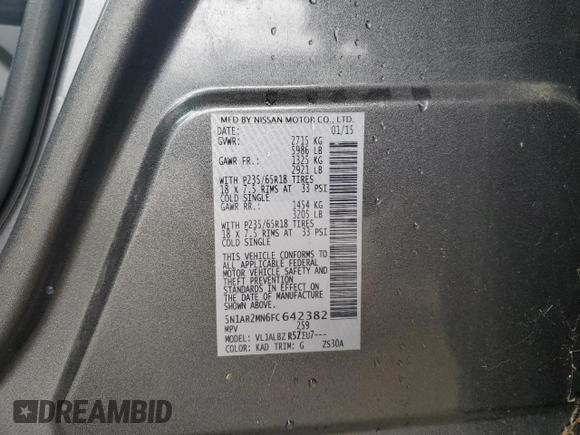 MFD BY NISSAN MOTOR CO., LTD.
DATE: 01/15
GVWR: 2715 KG
5986 LB
GAWR FR.: 1325 KG
2921 LB
WITH P235/65R18 TIRES
18 X 7.5 RIMS AT 33 PSI
COLD SINGLE
GAWR RR.: 1454 KG
3205 LB
WITH P235/65R18 TIRES
18 X 7.5 RIMS AT 33 PSI
COLD SINGLE
THIS VEHICLE CONFORMS TO
ALL APPLICABLE FEDERAL
MOTOR VEHICLE SAFETY AND
THEFT PREVENTION
STANDARDS IN EFFECT ON
THE DATE OF
MANUFACTURE SHOWN
ABOVE.
5N1AR2MN6FC642382
MPV 259
MODEL: VLJALBZ R52EU7---
COLOR: KAD TRIM: G ZS30A
DREAMBID